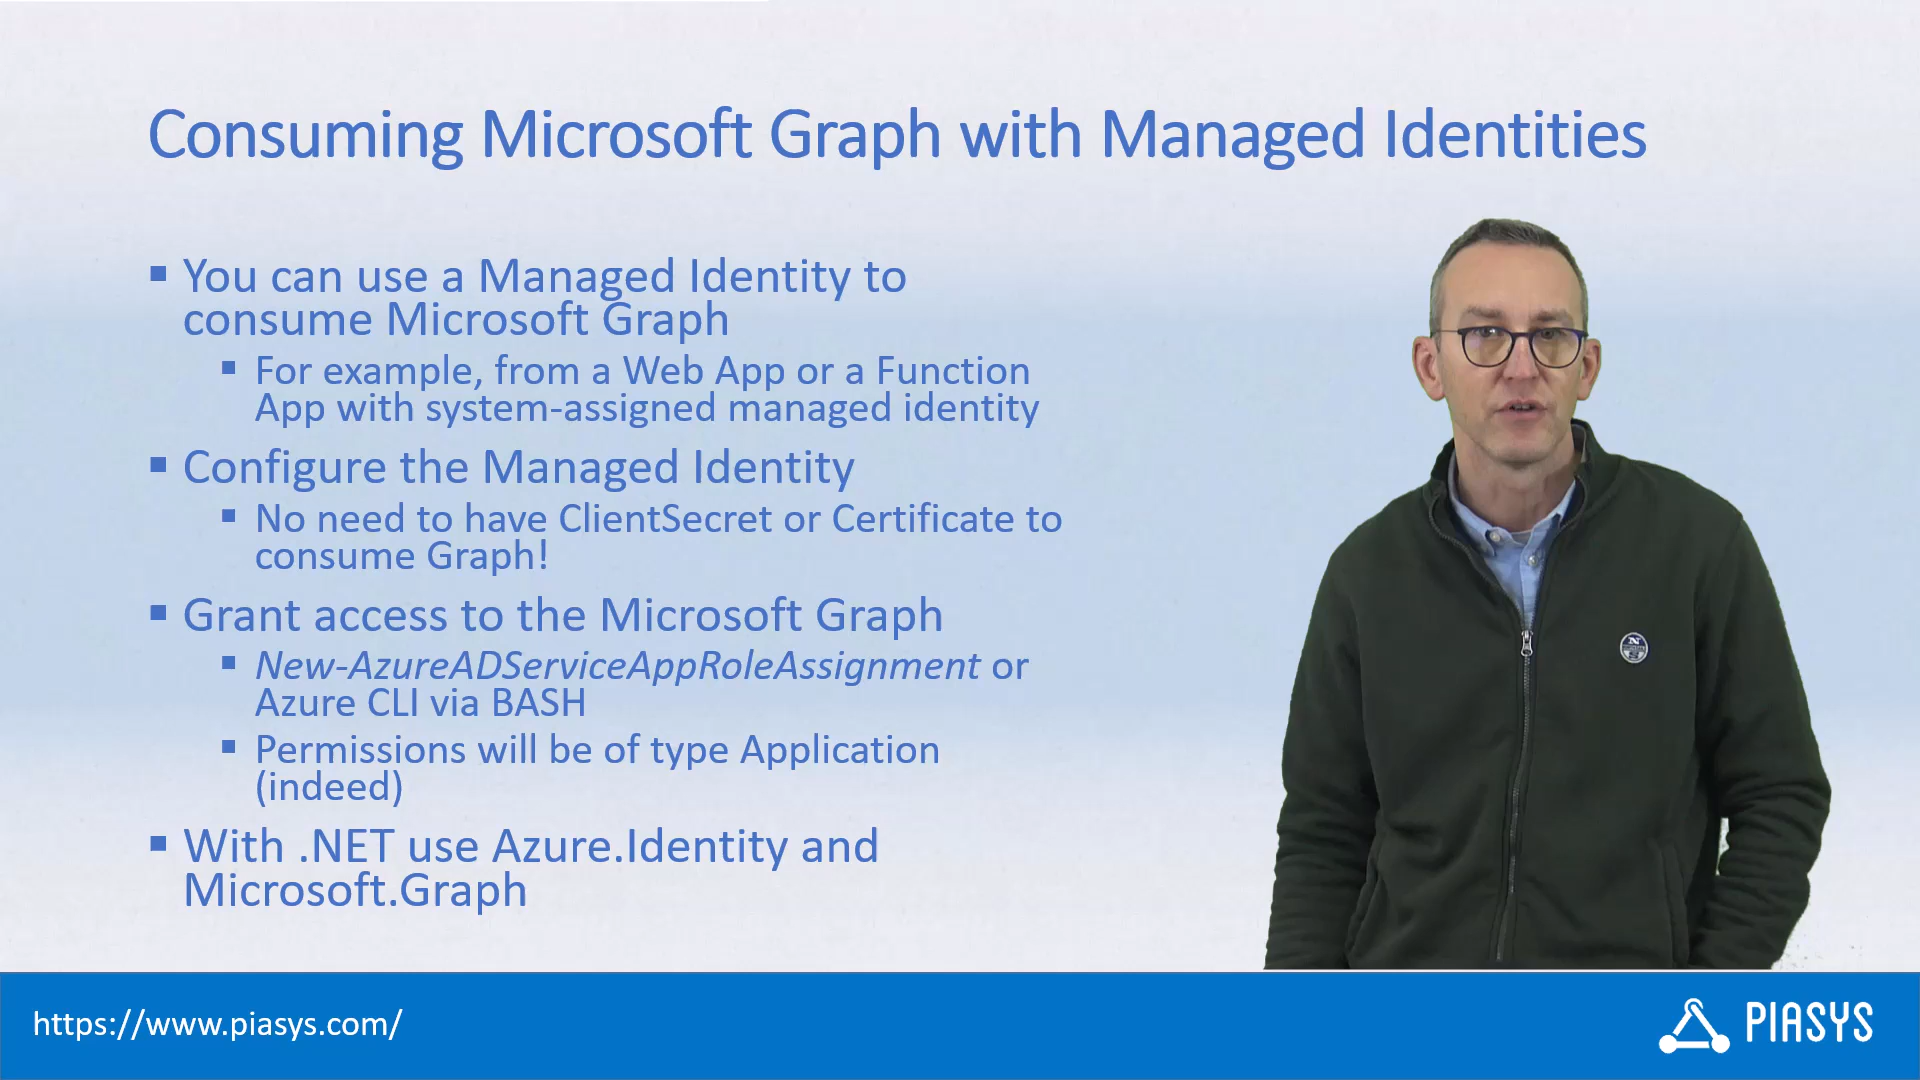 Consuming Microsoft Graph with Managed Identities
▪ You can use a Managed Identity to
consume Microsoft Graph
▪ For example, from a Web App or a Function
App with system-assigned managed identity
▪ Configure the Managed Identity
▪ No need to have ClientSecret or Certificate to
consume Graph!
▪ Grant access to the Microsoft Graph
▪ New-AzureADServiceAppRoleAssignment or
Azure CLI via BASH
▪ Permissions will be of type Application
(indeed)
▪ With .NET use Azure.Identity and
Microsoft.Graph
https://www.piasys.com/
PIASYS